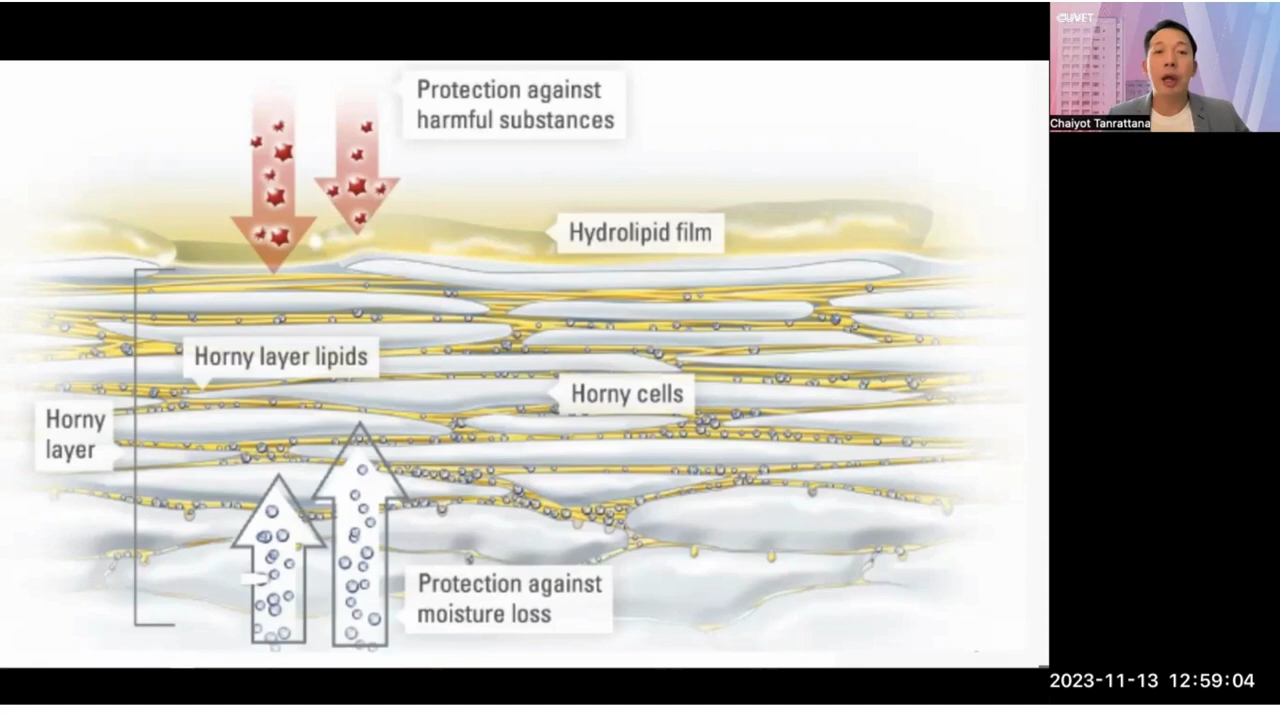 Protection against
harmful substances
Hydrolipid film
Horny layer lipids
Horny cells
Horny
layer
Protection against
moisture loss
CUVET
Chaiyot Tanrattana
2023-11-13 12:59:04